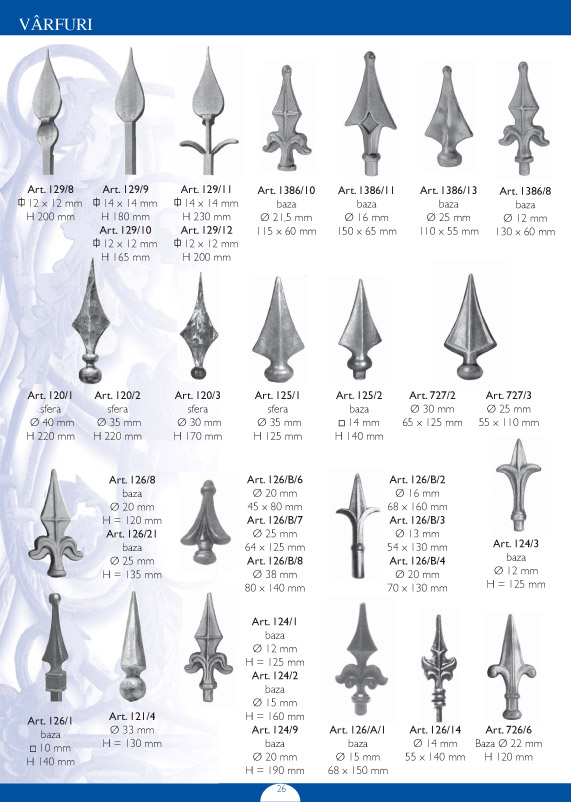 VÂRFURI
Art. 129/8
⌽ 12 x 12 mm
H 200 mm
Art. 129/9
⌽ 14 x 14 mm
H 180 mm
Art. 129/10
⌽ 12 x 12 mm
H 165 mm
Art. 129/11
⌽ 14 x 14 mm
H 230 mm
Art. 129/12
⌽ 12 x 12 mm
H 200 mm
Art. 1386/10
baza
Ø 21,5 mm
115 x 60 mm
Art. 1386/11
baza
Ø 16 mm
150 x 65 mm
Art. 1386/13
baza
Ø 25 mm
110 x 55 mm
Art. 1386/8
baza
Ø 12 mm
130 x 60 mm
Art. 120/1
sfera
Ø 40 mm
H 220 mm
Art. 120/2
sfera
Ø 35 mm
H 220 mm
Art. 120/3
sfera
Ø 30 mm
H 170 mm
Art. 125/1
sfera
Ø 35 mm
H 125 mm
Art. 125/2
baza
□ 14 mm
H 140 mm
Art. 727/2
Ø 30 mm
65 x 125 mm
Art. 727/3
Ø 25 mm
55 x 110 mm
Art. 126/8
baza
Ø 20 mm
H = 120 mm
Art. 126/21
baza
Ø 25 mm
H = 135 mm
Art. 126/B/6
Ø 20 mm
45 x 80 mm
Art. 126/B/7
Ø 25 mm
64 x 125 mm
Art. 126/B/8
Ø 38 mm
80 x 140 mm
Art. 126/B/2
Ø 16 mm
68 x 160 mm
Art. 126/B/3
Ø 13 mm
54 x 130 mm
Art. 126/B/4
Ø 20 mm
70 x 130 mm
Art. 124/3
baza
Ø 12 mm
H = 125 mm
Art. 126/1
baza
□ 10 mm
H 140 mm
Art. 121/4
Ø 33 mm
H = 130 mm
Art. 124/1
baza
Ø 12 mm
H = 125 mm
Art. 124/2
baza
Ø 15 mm
H = 160 mm
Art. 124/9
baza
Ø 20 mm
H = 190 mm
Art. 126/A/1
baza
Ø 15 mm
68 x 150 mm
Art. 126/14
Ø 14 mm
55 x 140 mm
Art. 726/6
Baza Ø 22 mm
H 120 mm
26